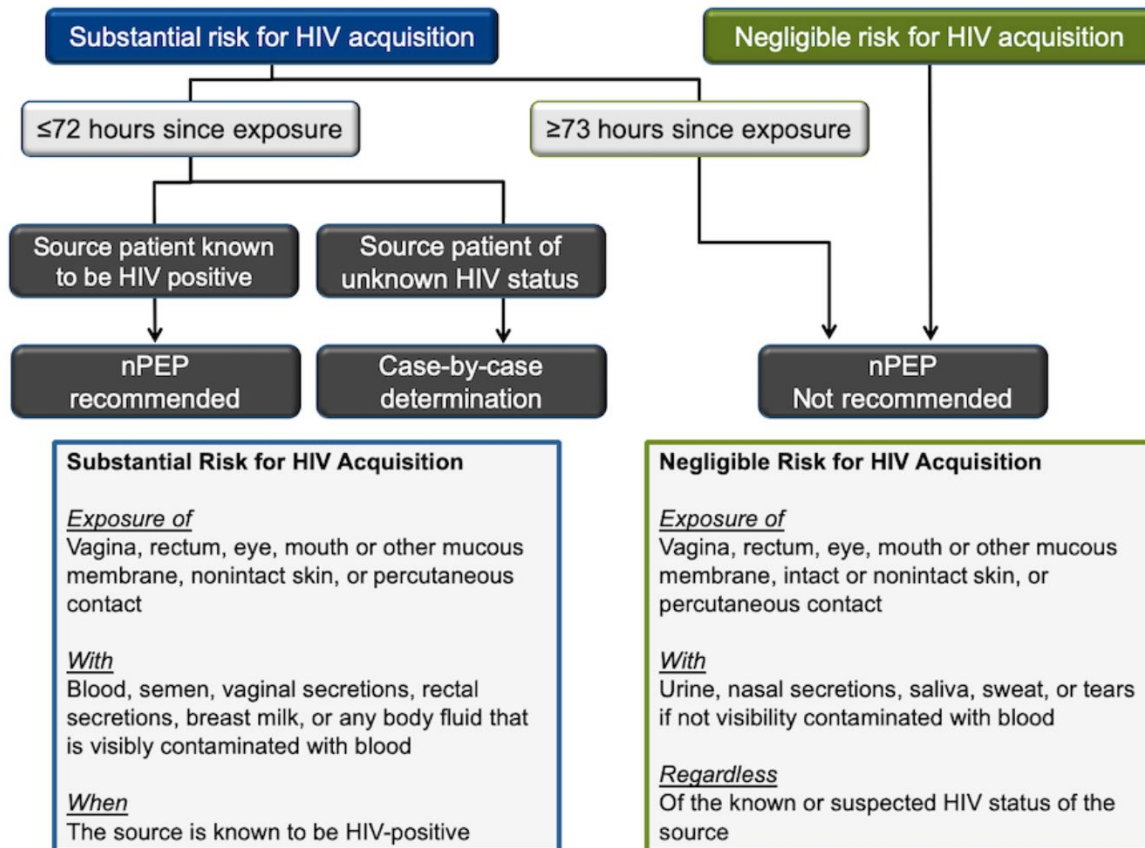 Substantial risk for HIV acquisition
Negligible risk for HIV acquisition
≤72 hours since exposure
≥73 hours since exposure
Source patient known
to be HIV positive
Source patient of
unknown HIV status
nPEP
recommended
Case-by-case
determination
nPEP
Not recommended
Substantial Risk for HIV Acquisition
Exposure of
Vagina, rectum, eye, mouth or other mucous
membrane, nonintact skin, or percutaneous
contact
With
Blood, semen, vaginal secretions, rectal
secretions, breast milk, or any body fluid that
is visibly contaminated with blood
When
The source is known to be HIV-positive
Negligible Risk for HIV Acquisition
Exposure of
Vagina, rectum, eye, mouth or other mucous
membrane, intact or nonintact skin, or
percutaneous contact
With
Urine, nasal secretions, saliva, sweat, or tears
if not visibility contaminated with blood
Regardless
Of the known or suspected HIV status of the
source